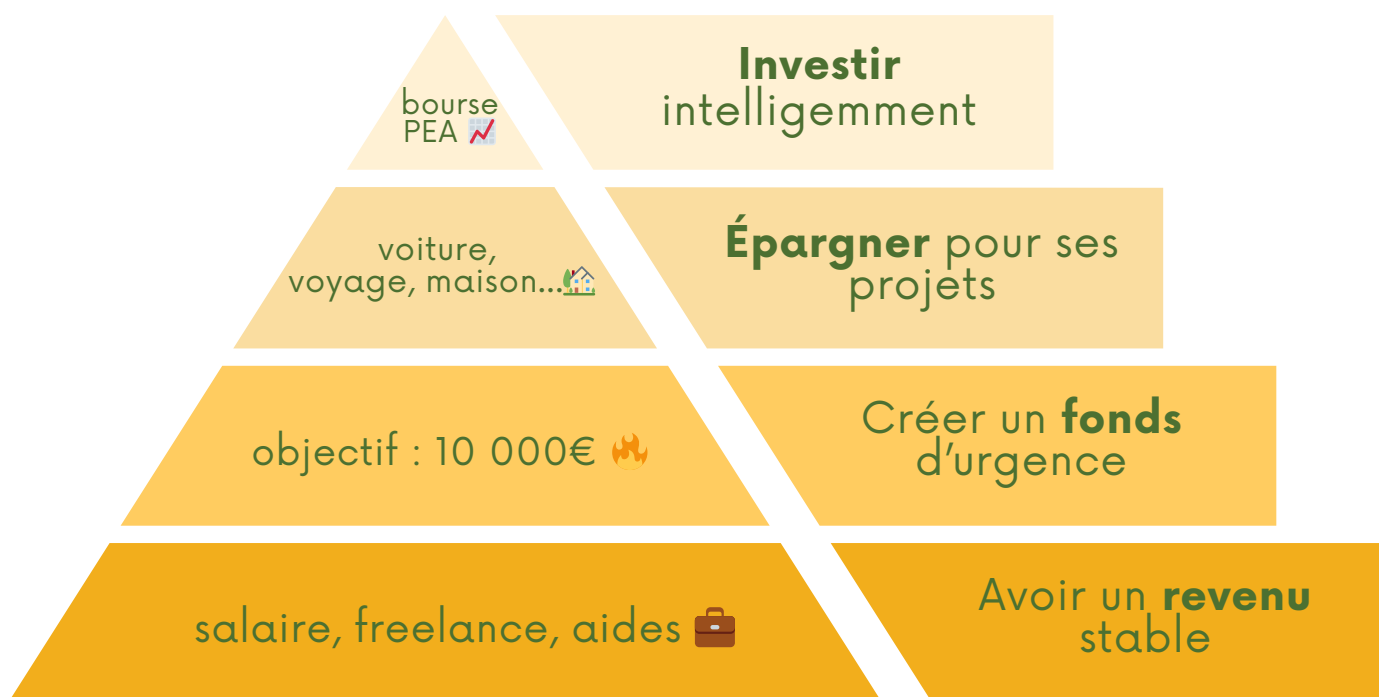 bourse
PEA
Investir
intelligemment
voiture,
voyage, maison...
Épargner pour ses
projets
objectif : 10 000€
Créer un fonds
d'urgence
salaire, freelance, aides
Avoir un revenu
stable